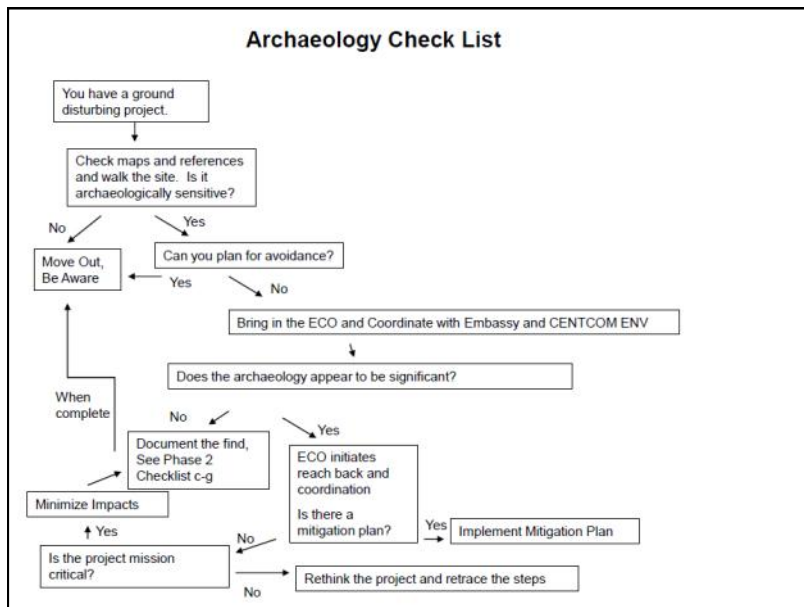 Archaeology Check List
You have a ground
disturbing project.
Check maps and references
and walk the site. Is it
archaeologically sensitive?
No
Yes
Move Out,
Be Aware
Yes
Can you plan for avoidance?
No
Bring in the ECO and Coordinate with Embassy and CENTCOM ENV
Does the archaeology appear to be significant?
When
complete
No
Yes
Document the find,
See Phase 2
Checklist c-g
ECO initiates
reach back and
coordination
Is there a
mitigation plan?
Minimize Impacts
Yes
No
Yes
Implement Mitigation Plan
Is the project mission
critical?
No
Rethink the project and retrace the steps